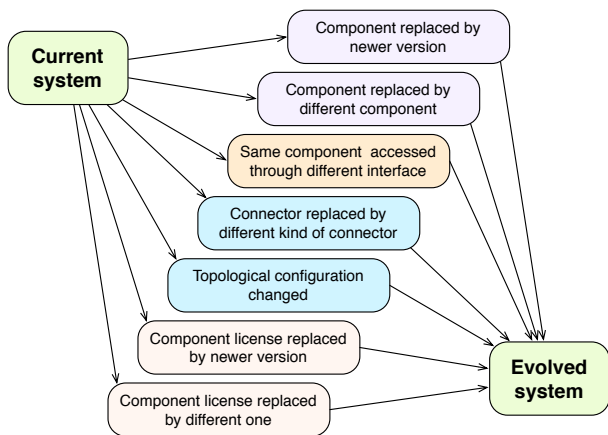 Current
system
Component replaced by
newer version
Component replaced by
different component
Same component accessed
through different interface
Connector replaced by
different kind of connector
Topological configuration
changed
Component license replaced
by newer version
Component license replaced
by different one
Evolved
system